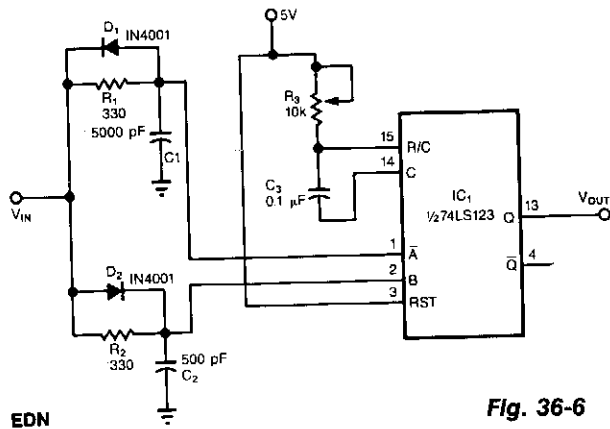 D1
IN4001
R1
330
5000 pF
C1
VIN
D2
IN4001
R2
330
500 pF
C2
5V
R3
10k
C3
0.1 µF
15
R/C
14
C
IC1
½74LS123
13
Q
VOUT
4
Q̅
1
A̅
2
B
3
RST
EDN
Fig. 36-6